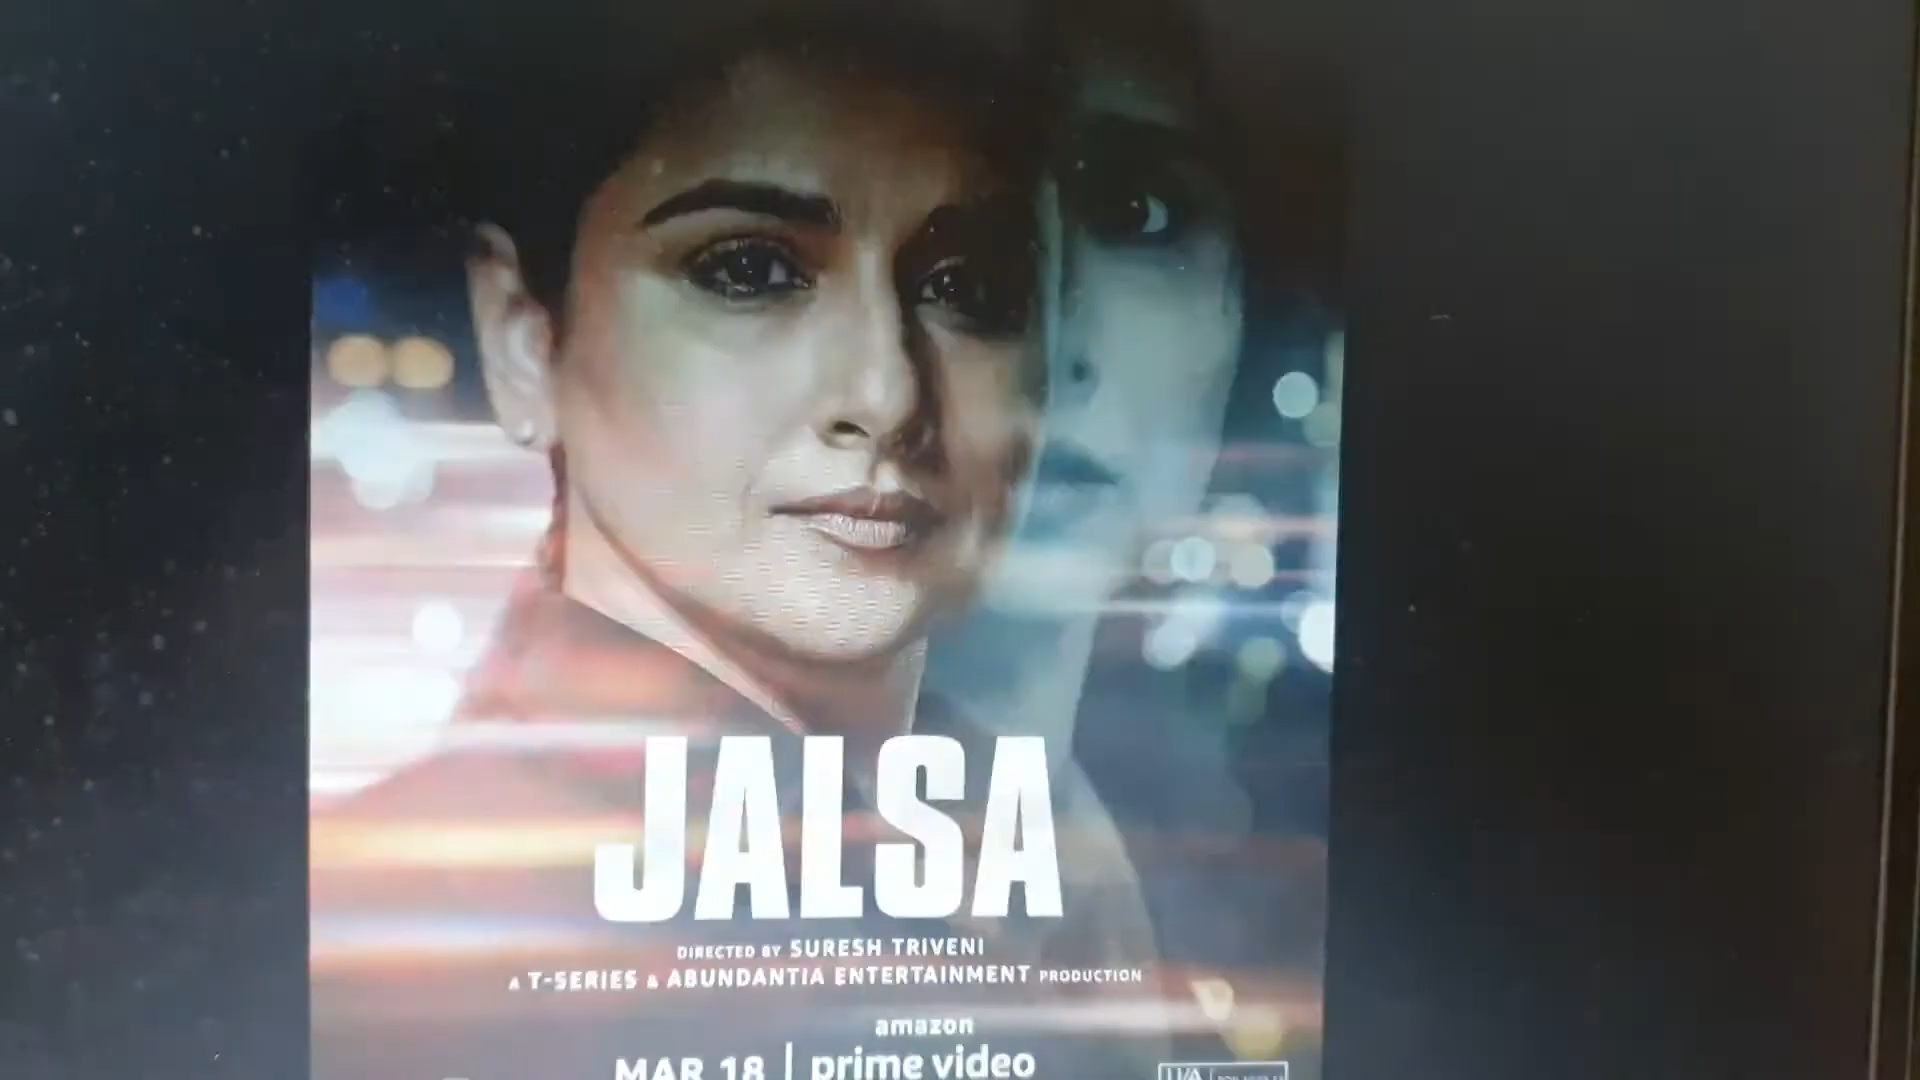 JALSA
DIRECTED BY SURESH TRIVENI
A T-SERIES & ABUNDANTIA ENTERTAINMENT PRODUCTION
amazon
MAR 18 | prime video
U/A